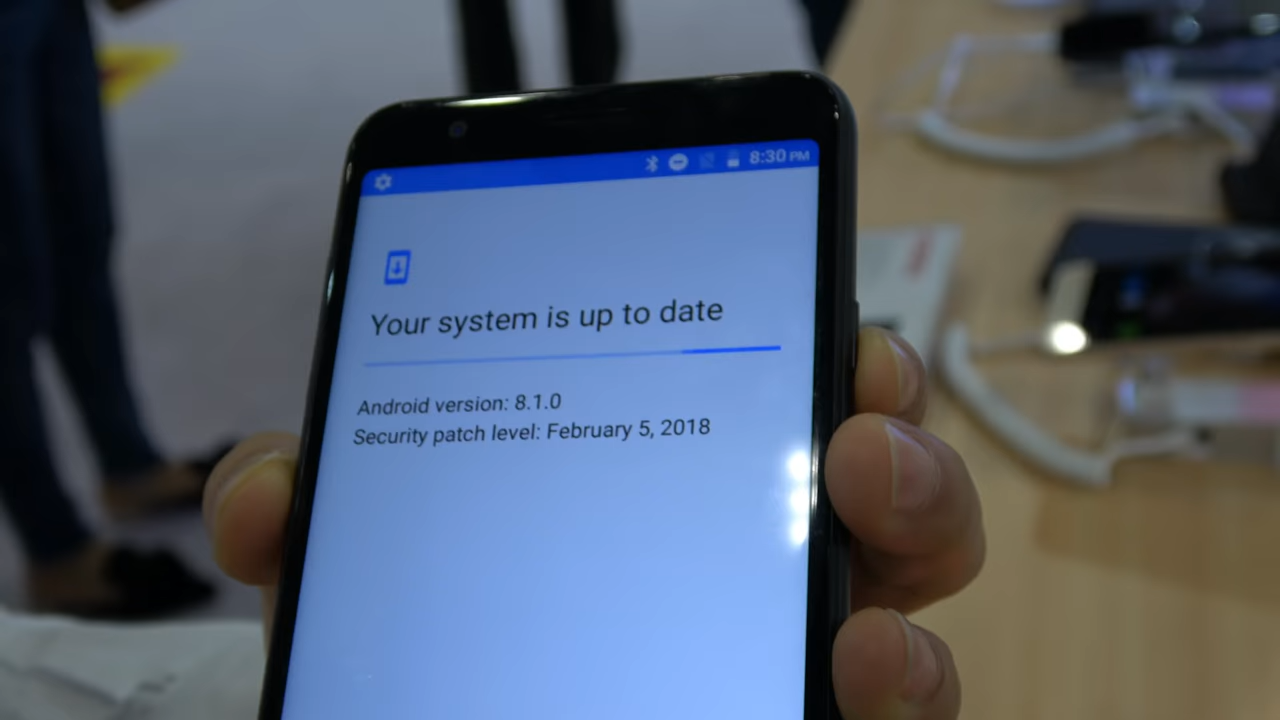 8:30 PM
Your system is up to date
Android version: 8.1.0
Security patch level: February 5, 2018